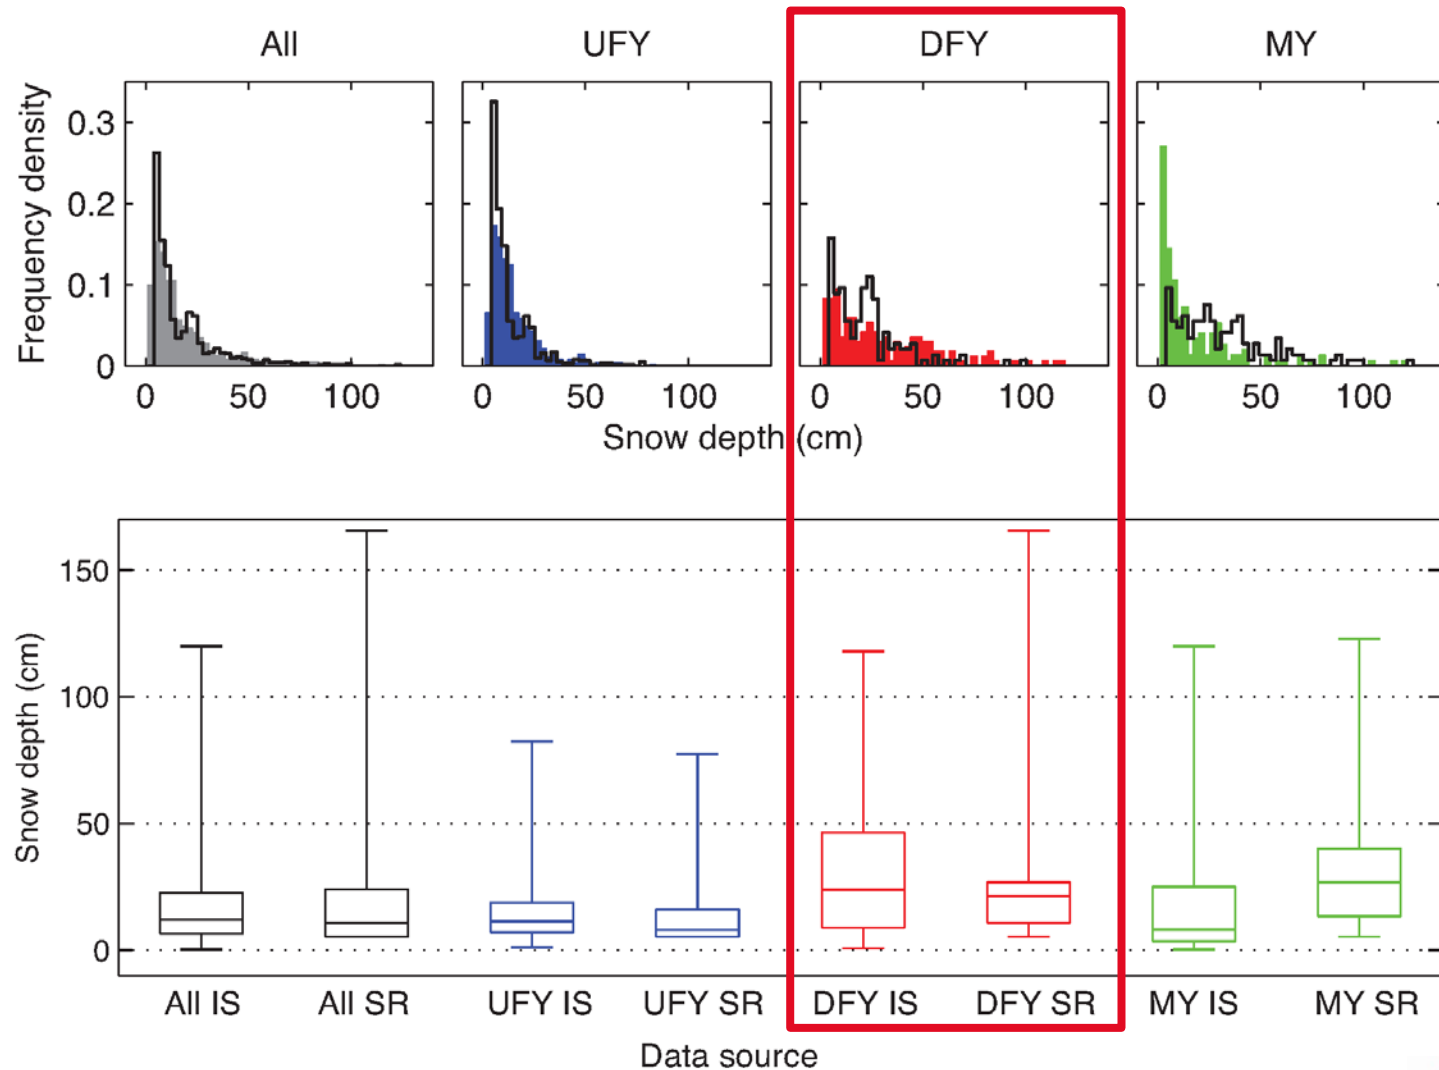 All UFY DFY MY
Frequency density
0.3
0.2
0.1
0
0 50 100 0 50 100 0 50 100 0 50 100
Snow depth (cm)
Snow depth (cm)
150
100
50
0
All IS All SR UFY IS UFY SR DFY IS DFY SR MY IS MY SR
Data source